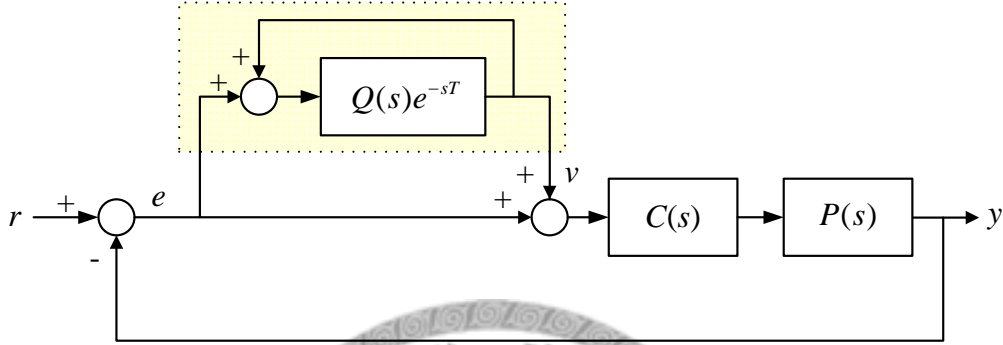 +
+
Q(s)e^{-sT}
+
v
r
+
e
+
C(s)
P(s)
y
-